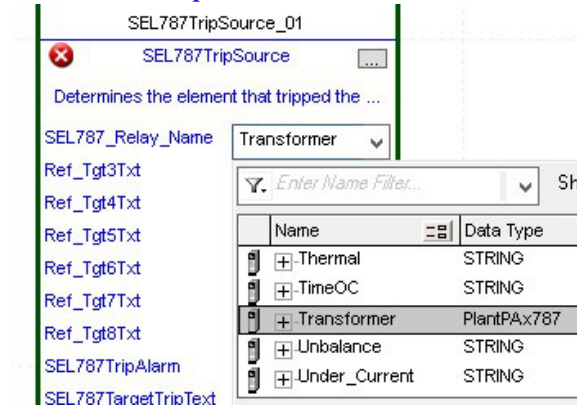 SEL787TripSource_01
SEL787TripSource ...
Determines the element that tripped the ...
SEL787_Relay_Name Transformer
Ref_Tgt3Txt
Ref_Tgt4Txt
Ref_Tgt5Txt
Ref_Tgt6Txt
Ref_Tgt7Txt
Ref_Tgt8Txt
SEL787TripAlarm
SEL787TargetTripText
Enter Name Filter... Sh
Name Data Type
Thermal STRING
TimeOC STRING
Transformer PlantPAx787
Unbalance STRING
Under_Current STRING